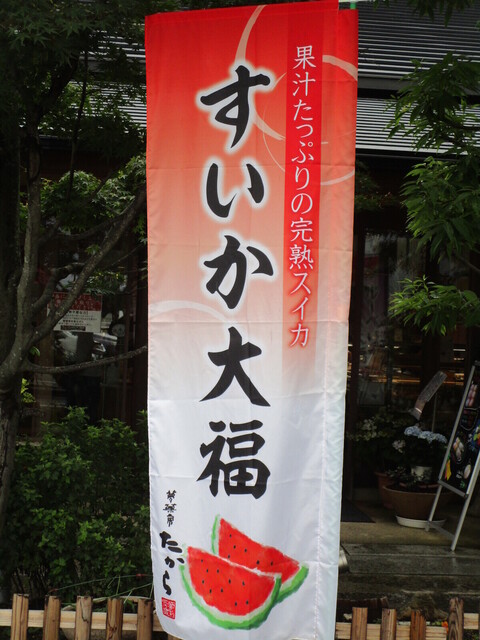 果汁たっぷりの完熟スイカ
すいか大福
たから